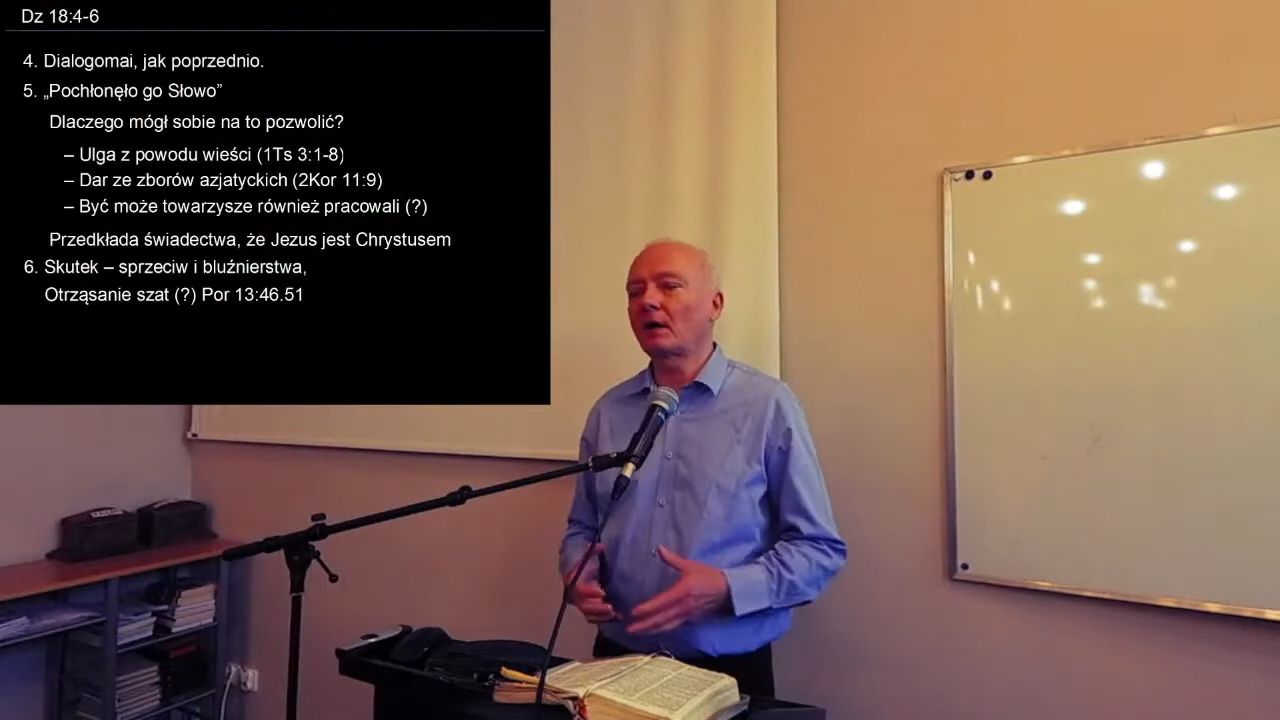 Dz 18:4-6
4. Dialogomai, jak poprzednio.
5. „Pochłonęło go Słowo”
Dlaczego mógł sobie na to pozwolić?
– Ulga z powodu wieści (1Ts 3:1-8)
– Dar ze zborów azjatyckich (2Kor 11:9)
– Być może towarzysze również pracowali (?)
Przedkłada świadectwa, że Jezus jest Chrystusem
6. Skutek – sprzeciw i bluźnierstwa,
Otrząsanie szat (?) Por 13:46.51